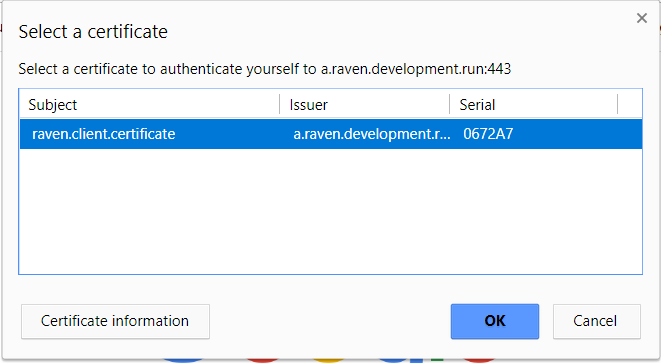 Select a certificate
Select a certificate to authenticate yourself to a.raven.development.run:443
Subject Issuer Serial
raven.client.certificate a.raven.development.r... 0672A7
Certificate information OK Cancel